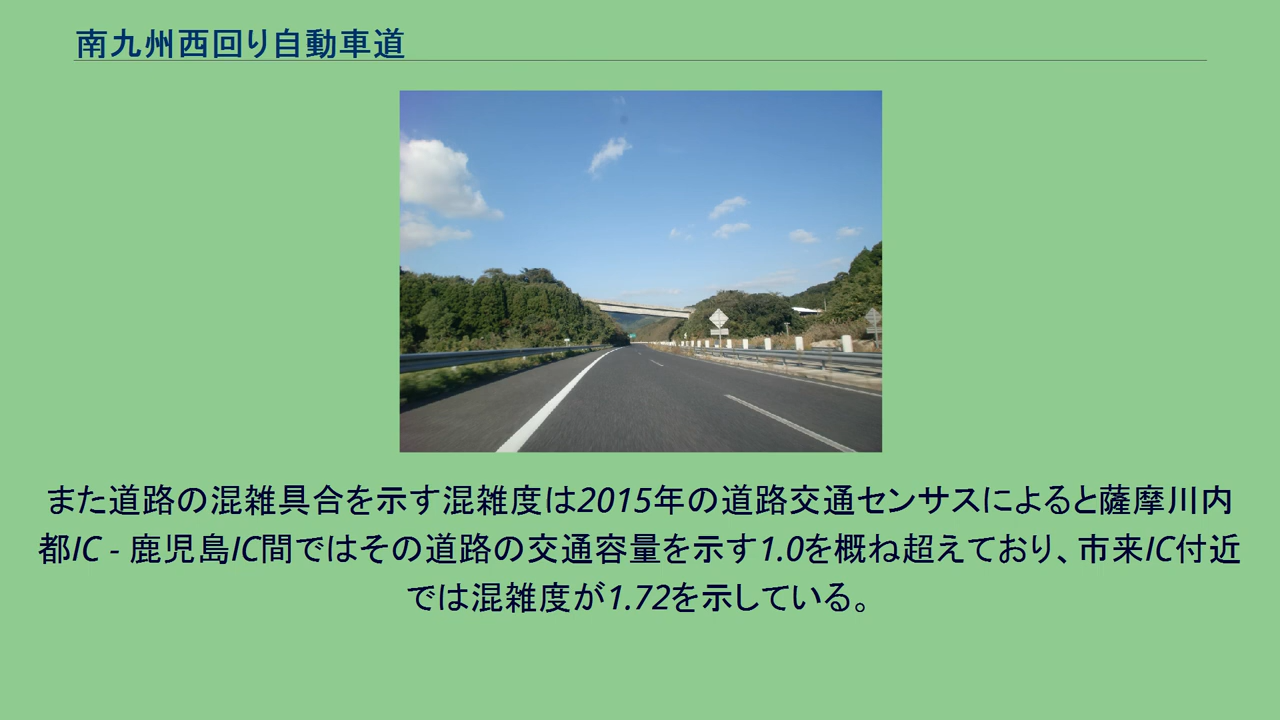 南九州西回り自動車道
また道路の混雑具合を示す混雑度は2015年の道路交通センサスによると薩摩川内
都IC - 鹿児島IC間ではその道路の交通容量を示す1.0を概ね超えており、市来IC付近
では混雑度が1.72を示している。